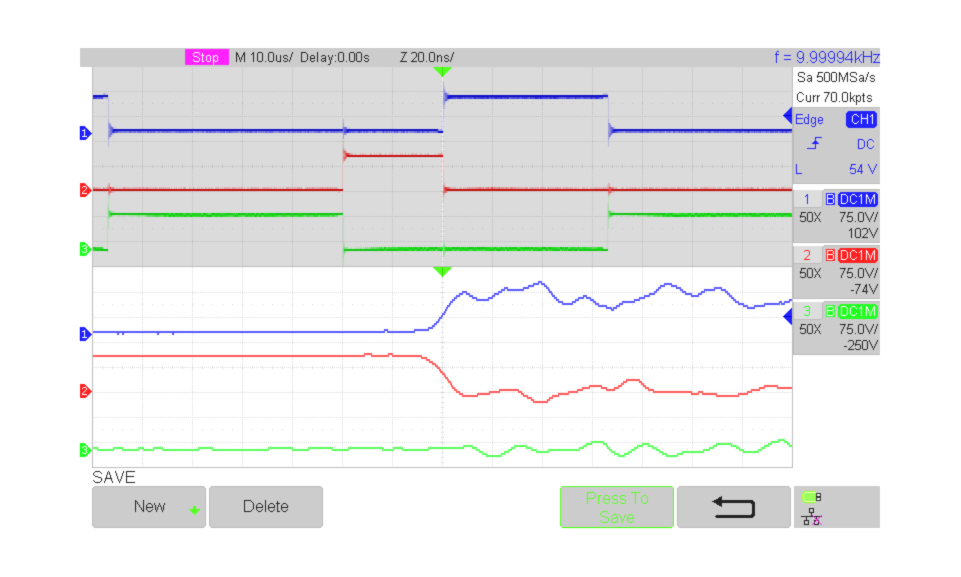 Stop M 10.0us/ Delay:0.00s Z 20.0ns/ f = 9.99994kHz
Sa 500MSa/s
Curr 70.0kpts
Edge CH1
DC
L 54 V
1 B DC1M
50X 75.0V/
102V
2 B DC1M
50X 75.0V/
-74V
3 B DC1M
50X 75.0V/
-250V
1
2
3
1
2
3
SAVE
New Delete Press To
Save